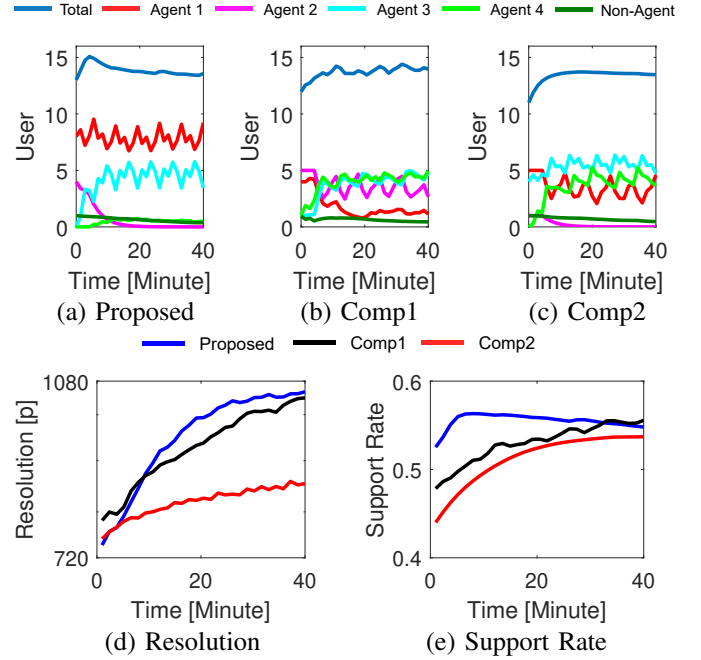 Total Agent 1 Agent 2 Agent 3 Agent 4 Non-Agent
15 15 15
10 10 10
User User User
5 5 5
0 0 0
0 20 40 0 20 40 0 20 40
Time [Minute] Time [Minute] Time [Minute]
(a) Proposed (b) Comp1 (c) Comp2
Proposed Comp1 Comp2
1080 0.6
Resolution [p] Support Rate
0.5
720 0.4
0 20 40 0 20 40
Time [Minute] Time [Minute]
(d) Resolution (e) Support Rate